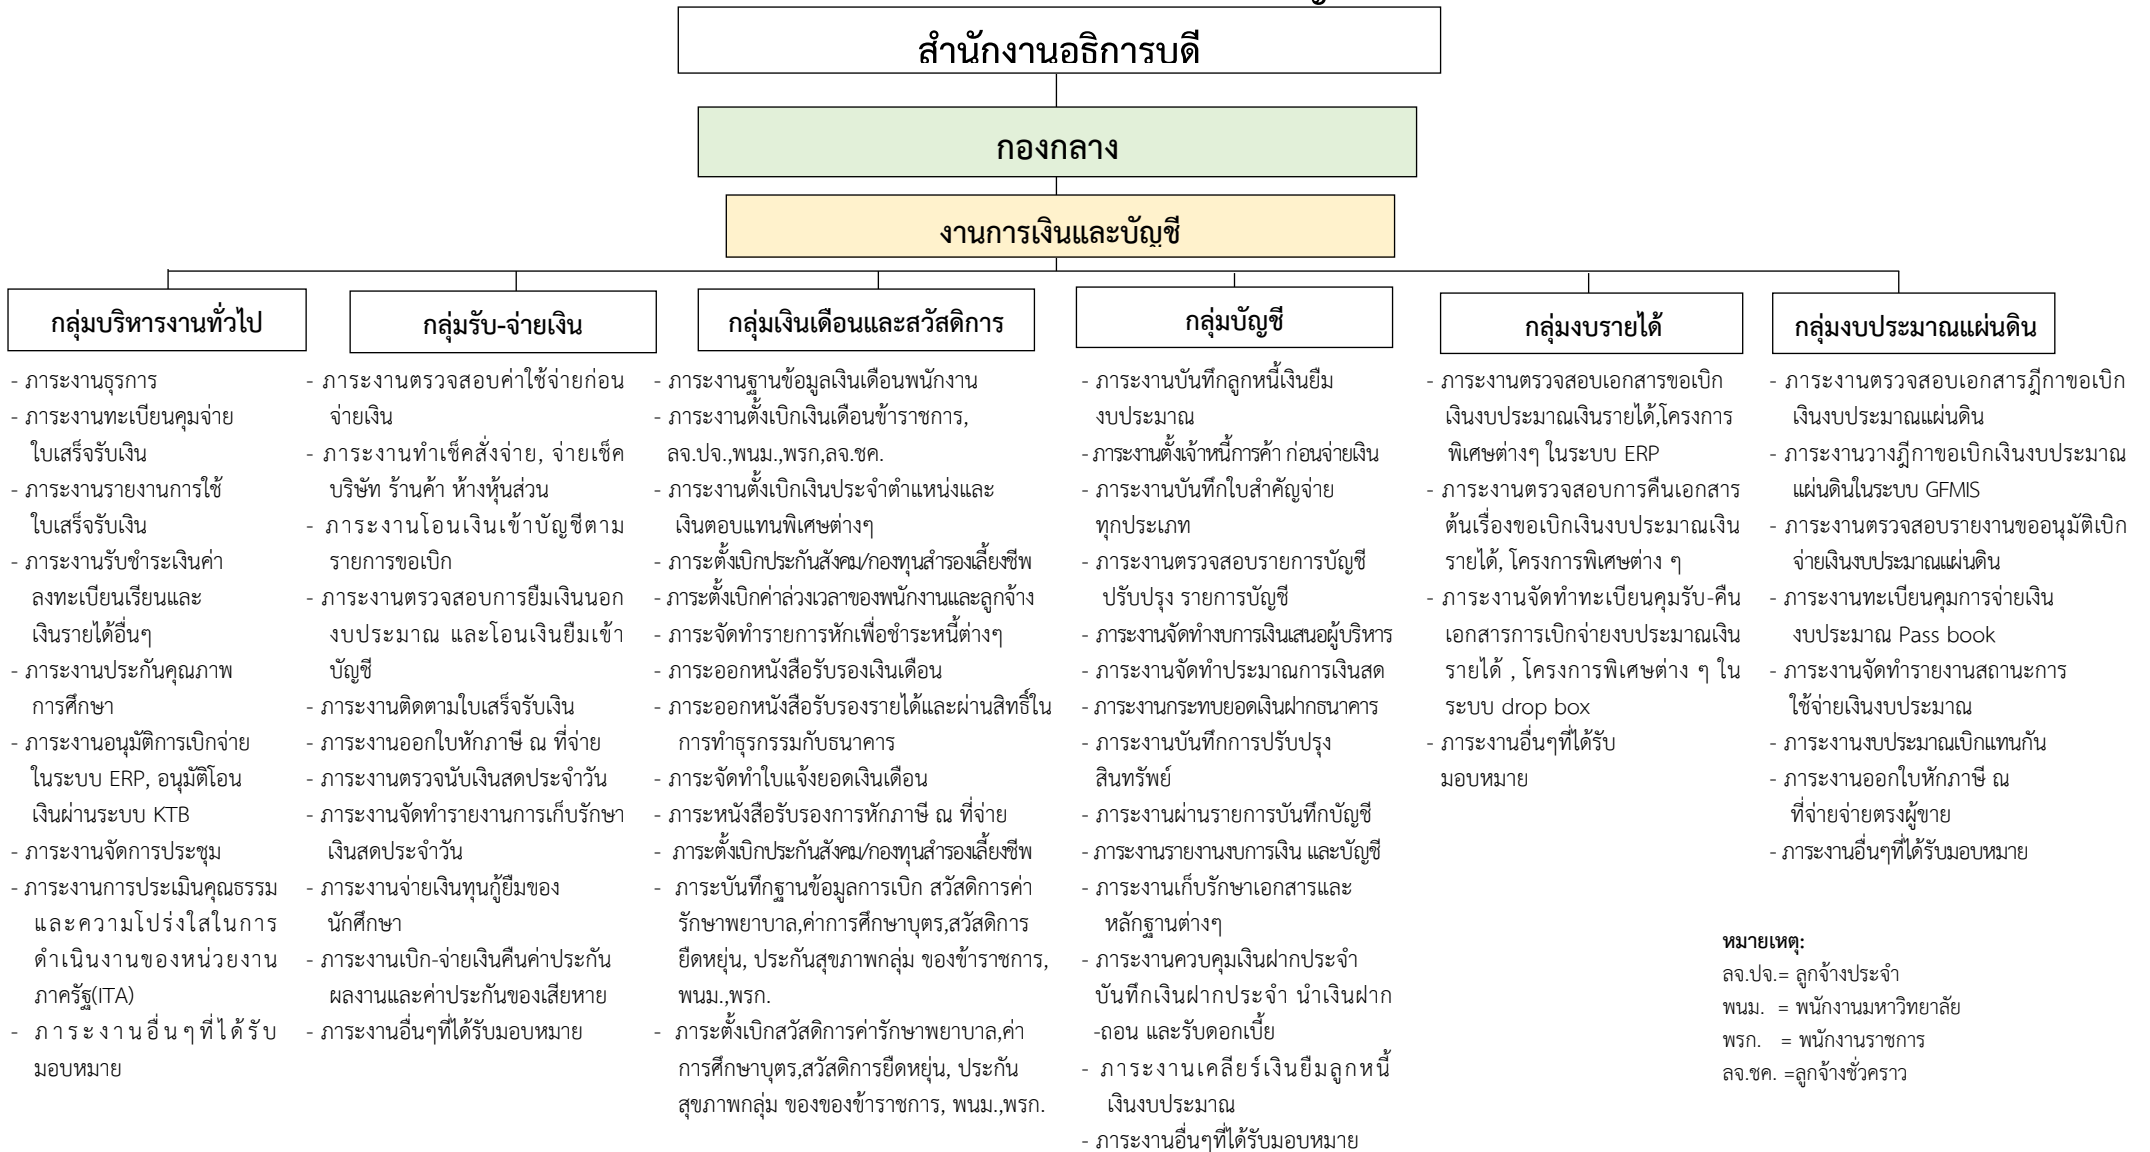 สำนักงานอธิการบดี
กองกลาง
งานการเงินและบัญชี
กลุ่มบริหารงานทั่วไป
- ภาระงานธุรการ
- ภาระงานทะเบียนคุมจ่าย
ใบเสร็จรับเงิน
- ภาระงานรายงานการใช้
ใบเสร็จรับเงิน
- ภาระงานรับชำระเงินค่า
ลงทะเบียนเรียนและ
เงินรายได้อื่นๆ
- ภาระงานประกันคุณภาพ
การศึกษา
- ภาระงานอนุมัติการเบิกจ่าย
ในระบบ ERP, อนุมัติโอน
เงินผ่านระบบ KTB
- ภาระงานจัดการประชุม
- ภาระงานการประเมินคุณธรรม
และความโปร่งใสในการ
ดำเนินงานของหน่วยงาน
ภาครัฐ(ITA)
- ภาระงานอื่นๆที่ได้รับ
มอบหมาย
กลุ่มรับ-จ่ายเงิน
- ภาระงานตรวจสอบค่าใช้จ่ายก่อน
จ่ายเงิน
- ภาระงานทำเช็คสั่งจ่าย, จ่ายเช็ค
บริษัท ร้านค้า ห้างหุ้นส่วน
- ภาระงานโอนเงินเข้าบัญชีตาม
รายการขอเบิก
- ภาระงานตรวจสอบการยืมเงินนอก
งบประมาณ และโอนเงินยืมเข้า
บัญชี
- ภาระงานติดตามใบเสร็จรับเงิน
- ภาระงานออกใบหักภาษี ณ ที่จ่าย
- ภาระงานตรวจนับเงินสดประจำวัน
- ภาระงานจัดทำรายงานการเก็บรักษา
เงินสดประจำวัน
- ภาระงานจ่ายเงินทุนกู้ยืมของ
นักศึกษา
- ภาระงานเบิก-จ่ายเงินคืนค่าประกัน
ผลงานและค่าประกันของเสียหาย
- ภาระงานอื่นๆที่ได้รับมอบหมาย
กลุ่มเงินเดือนและสวัสดิการ
- ภาระงานฐานข้อมูลเงินเดือนพนักงาน
- ภาระงานตั้งเบิกเงินเดือนข้าราชการ,
ลจ.ปจ.,พนม.,พรก,ลจ.ชค.
- ภาระงานตั้งเบิกเงินประจำตำแหน่งและ
เงินตอบแทนพิเศษต่างๆ
- ภาระตั้งเบิกประกันสังคม/กองทุนสำรองเลี้ยงชีพ
- ภาระตั้งเบิกค่าล่วงเวลาของพนักงานและลูกจ้าง
- ภาระจัดทำรายการหักเพื่อชำระหนี้ต่างๆ
- ภาระออกหนังสือรับรองเงินเดือน
- ภาระออกหนังสือรับรองรายได้และผ่านสิทธิ์ใน
การทำธุรกรรมกับธนาคาร
- ภาระจัดทำใบแจ้งยอดเงินเดือน
- ภาระหนังสือรับรองการหักภาษี ณ ที่จ่าย
- ภาระตั้งเบิกประกันสังคม/กองทุนสำรองเลี้ยงชีพ
- ภาระบันทึกฐานข้อมูลการเบิก สวัสดิการค่า
รักษาพยาบาล,ค่าการศึกษาบุตร,สวัสดิการ
ยืดหยุ่น, ประกันสุขภาพกลุ่ม ของข้าราชการ,
พนม.,พรก.
- ภาระตั้งเบิกสวัสดิการค่ารักษาพยาบาล,ค่า
การศึกษาบุตร,สวัสดิการยืดหยุ่น, ประกัน
สุขภาพกลุ่ม ของของข้าราชการ, พนม.,พรก.
กลุ่มบัญชี
- ภาระงานบันทึกลูกหนี้เงินยืม
งบประมาณ
- ภาระงานตั้งเจ้าหนี้การค้า ก่อนจ่ายเงิน
- ภาระงานบันทึกใบสำคัญจ่าย
ทุกประเภท
- ภาระงานตรวจสอบรายการบัญชี
ปรับปรุง รายการบัญชี
- ภาระงานจัดทำงบการเงินเสนอผู้บริหาร
- ภาระงานจัดทำประมาณการเงินสด
- ภาระงานกระทบยอดเงินฝากธนาคาร
- ภาระงานบันทึกการปรับปรุง
สินทรัพย์
- ภาระงานผ่านรายการบันทึกบัญชี
- ภาระงานรายงานงบการเงิน และบัญชี
- ภาระงานเก็บรักษาเอกสารและ
หลักฐานต่างๆ
- ภาระงานควบคุมเงินฝากประจำ
บันทึกเงินฝากประจำ นำเงินฝาก
-ถอน และรับดอกเบี้ย
- ภาระงานเคลียร์เงินยืมลูกหนี้
เงินงบประมาณ
- ภาระงานอื่นๆที่ได้รับมอบหมาย
กลุ่มงบรายได้
- ภาระงานตรวจสอบเอกสารขอเบิก
เงินงบประมาณเงินรายได้,โครงการ
พิเศษต่างๆ ในระบบ ERP
- ภาระงานตรวจสอบการคืนเอกสาร
ต้นเรื่องขอเบิกเงินงบประมาณเงิน
รายได้, โครงการพิเศษต่าง ๆ
- ภาระงานจัดทำทะเบียนคุมรับ-คืน
เอกสารการเบิกจ่ายงบประมาณเงิน
รายได้ , โครงการพิเศษต่าง ๆ ใน
ระบบ drop box
- ภาระงานอื่นๆที่ได้รับ
มอบหมาย
กลุ่มงบประมาณแผ่นดิน
- ภาระงานตรวจสอบเอกสารฎีกาขอเบิก
เงินงบประมาณแผ่นดิน
- ภาระงานวางฎีกาขอเบิกเงินงบประมาณ
แผ่นดินในระบบ GFMIS
- ภาระงานตรวจสอบรายงานขออนุมัติเบิก
จ่ายเงินงบประมาณแผ่นดิน
- ภาระงานทะเบียนคุมการจ่ายเงิน
งบประมาณ Pass book
- ภาระงานจัดทำรายงานสถานะการ
ใช้จ่ายเงินงบประมาณ
- ภาระงานงบประมาณเบิกแทนกัน
- ภาระงานออกใบหักภาษี ณ
ที่จ่ายจ่ายตรงผู้ขาย
- ภาระงานอื่นๆที่ได้รับมอบหมาย
หมายเหตุ:
ลจ.ปจ.= ลูกจ้างประจำ
พนม. = พนักงานมหาวิทยาลัย
พรก. = พนักงานราชการ
ลจ.ชค. =ลูกจ้างชั่วคราว